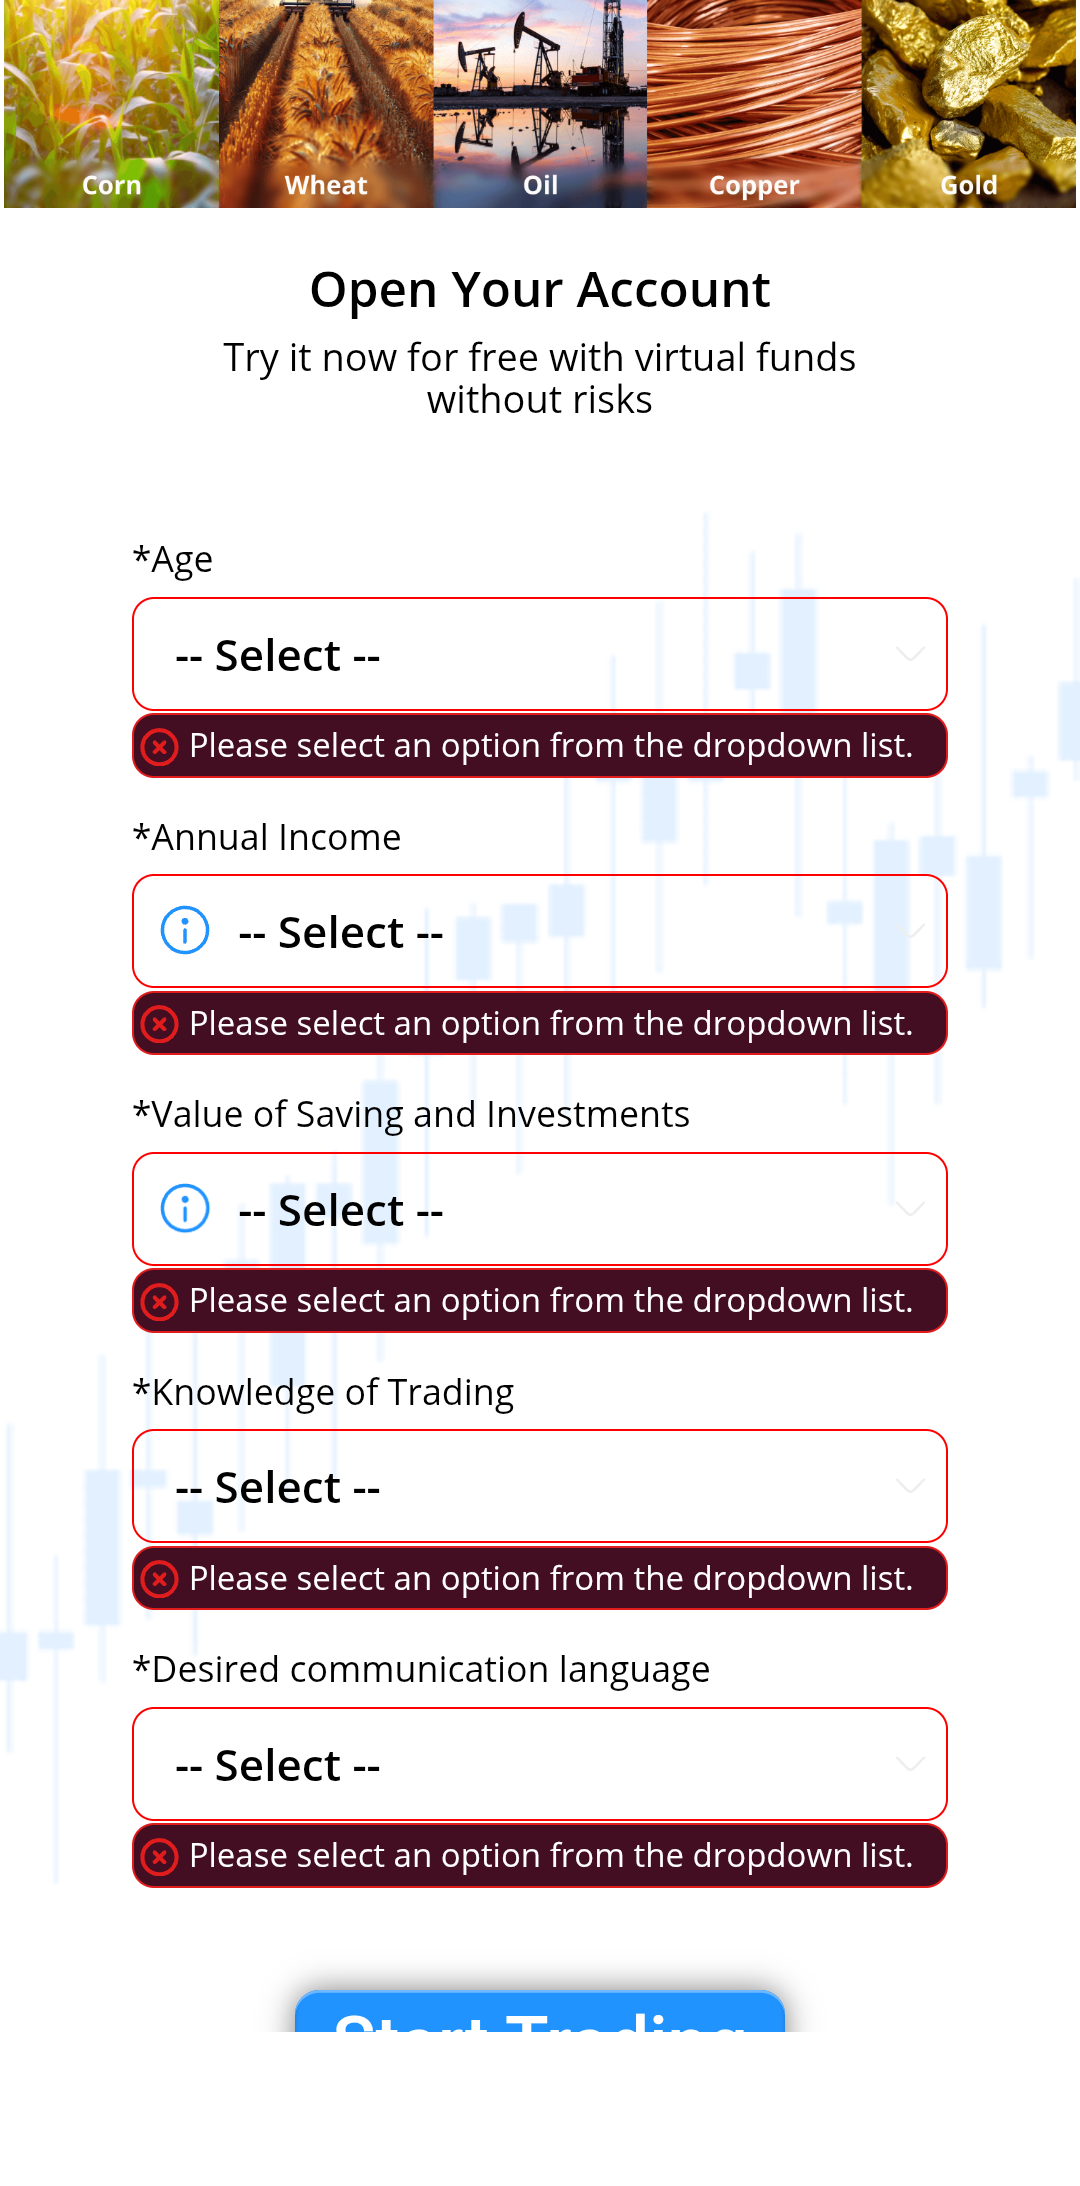 Corn
Wheat
Oil
Copper
Gold
Open Your Account
Try it now for free with virtual funds
without risks
*Age
-- Select --
Please select an option from the dropdown list.
*Annual Income
-- Select --
Please select an option from the dropdown list.
*Value of Saving and Investments
-- Select --
Please select an option from the dropdown list.
*Knowledge of Trading
-- Select --
Please select an option from the dropdown list.
*Desired communication language
-- Select --
Please select an option from the dropdown list.
Start Trading